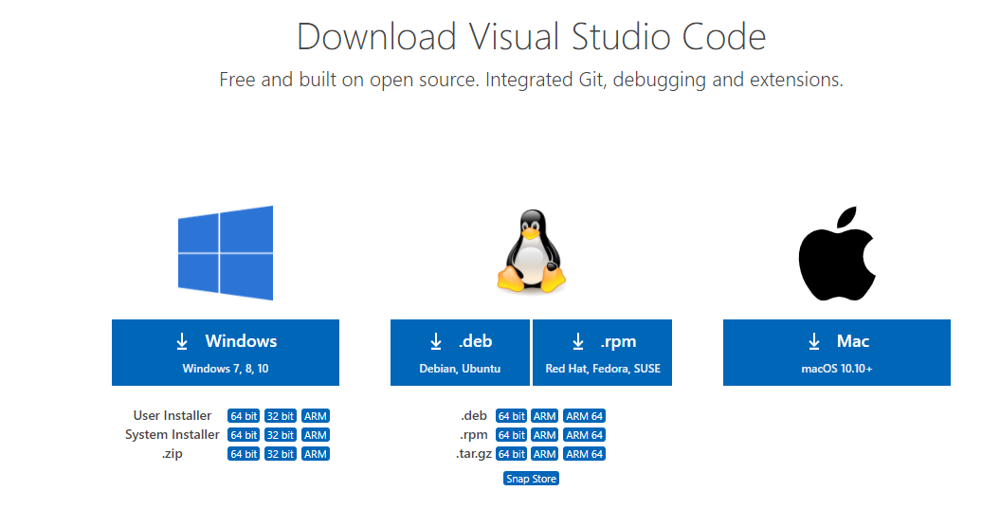 Download Visual Studio Code
Free and built on open source. Integrated Git, debugging and extensions.
Windows
Windows 7, 8, 10
.deb
Debian, Ubuntu
.rpm
Red Hat, Fedora, SUSE
Mac
macOS 10.10+
User Installer 64 bit 32 bit ARM
System Installer 64 bit 32 bit ARM
.zip 64 bit 32 bit ARM
.deb 64 bit ARM ARM 64
.rpm 64 bit ARM ARM 64
.tar.gz 64 bit ARM ARM 64
Snap Store